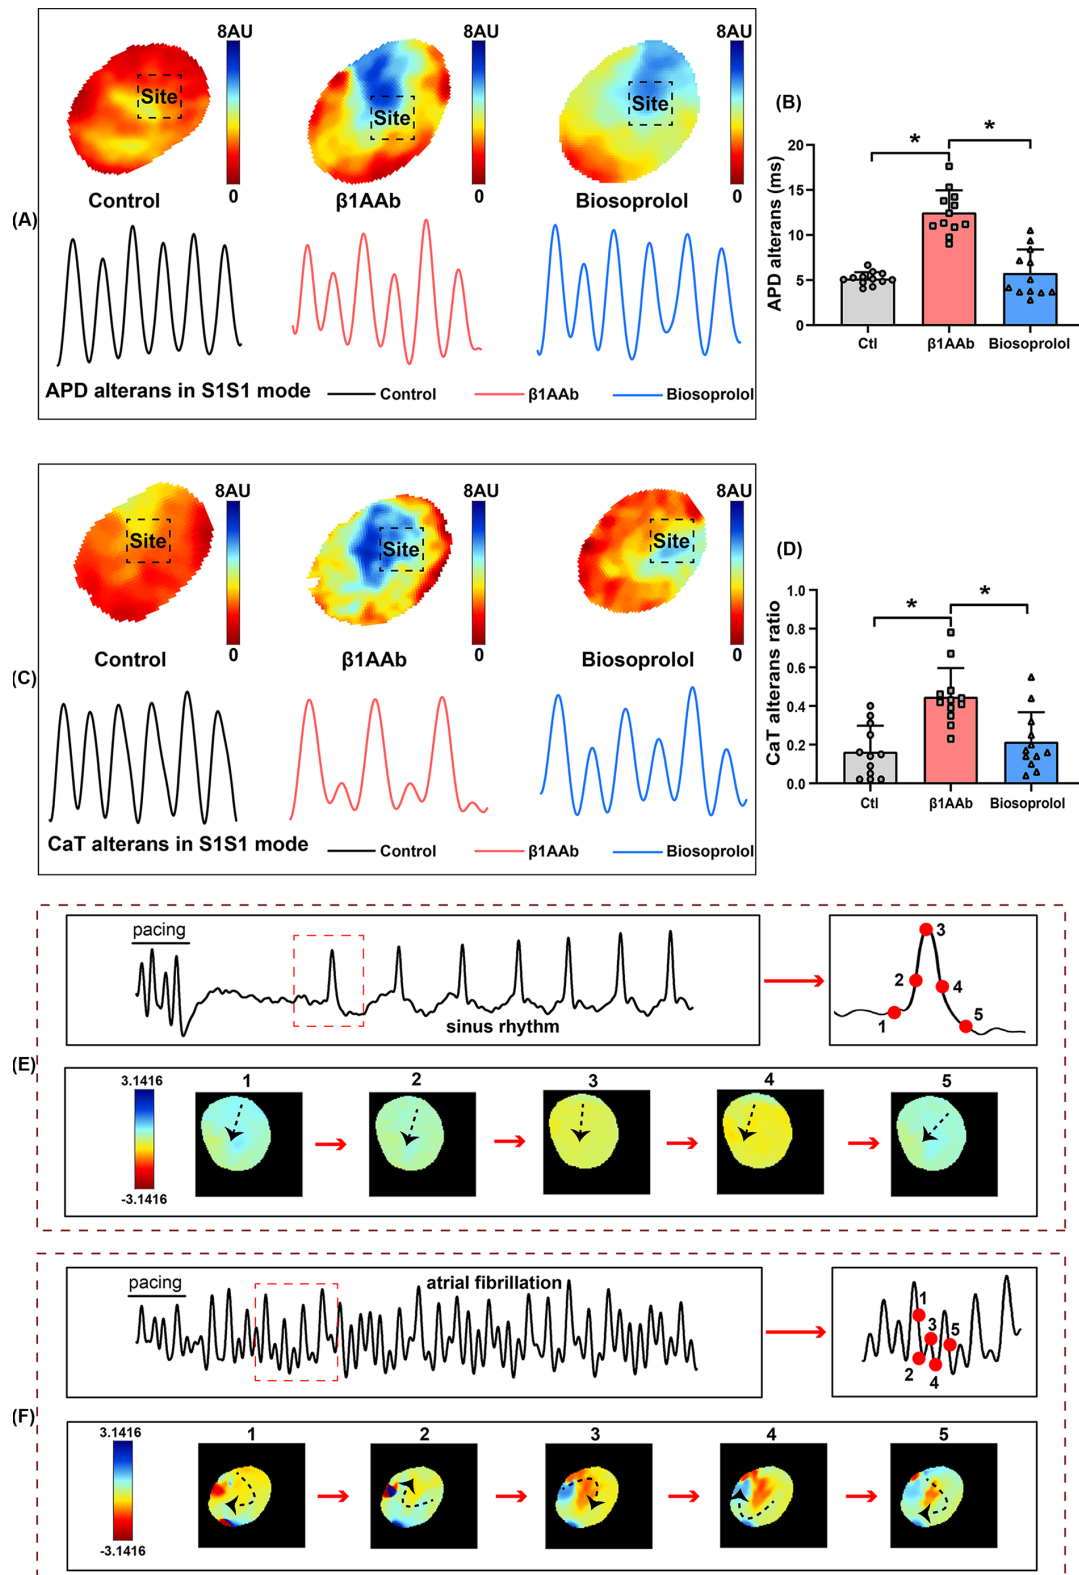 (A)
8AU
8AU
8AU
Site
Site
Site
0
0
0
Control
β1AAb
Biosoprolol
APD alterans in S1S1 mode
Control
β1AAb
Biosoprolol
(B)
APD alterans (ms)
20
15
10
5
0
*
*
Ctl
β1AAb
Biosoprolol
(C)
8AU
8AU
8AU
Site
Site
Site
0
0
0
Control
β1AAb
Biosoprolol
CaT alterans in S1S1 mode
Control
β1AAb
Biosoprolol
(D)
CaT alterans ratio
1.0
0.8
0.6
0.4
0.2
0.0
*
*
Ctl
β1AAb
Biosoprolol
(E)
pacing
sinus rhythm
3
2
4
1
5
3.1416
-3.1416
1
2
3
4
5
(F)
pacing
atrial fibrillation
1
3
5
2
4
3.1416
-3.1416
1
2
3
4
5